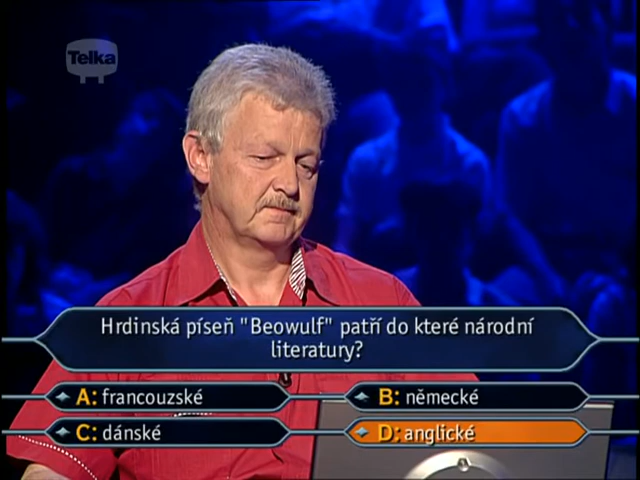 Telka
Hrdinská píseň "Beowulf" patří do které národní
literatury?
A: francouzské
B: německé
C: dánské
D: anglické